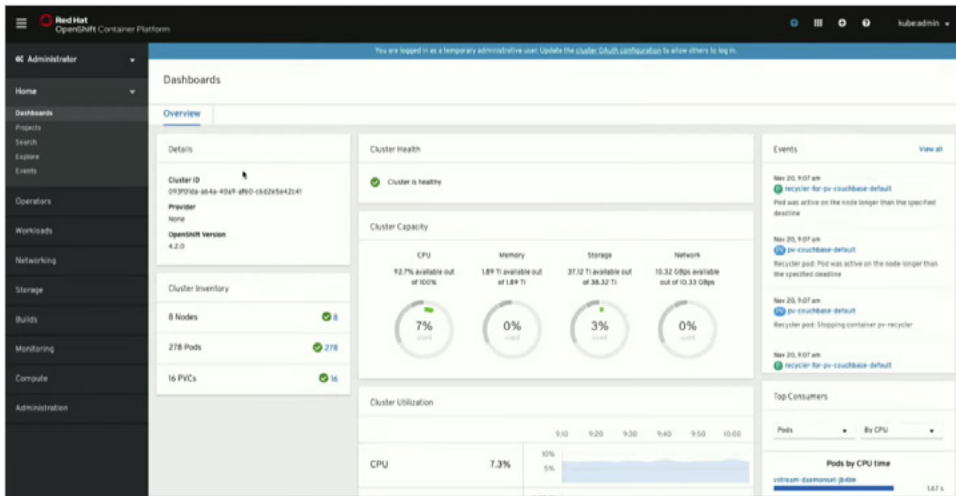 Red Hat
OpenShift Container Platform
kube:admin
You are logged in as a temporary administrative user. Update the cluster OAuth configuration to allow others to log in.
Administrator
Home
Dashboards
Projects
Search
Explore
Events
Operators
Workloads
Networking
Storage
Builds
Monitoring
Compute
Administration
Dashboards
Overview
Details
Cluster ID
Provider
None
OpenShift Version
4.2.0
Cluster Inventory
8 Nodes
8
278 Pods
278
16 PVCs
16
Cluster Health
Cluster is healthy
Cluster Capacity
CPU
92.7% available out
of 100%
7%
used
Memory
1.89 Ti available out
of 1.89 Ti
0%
used
Storage
37.12 Ti available out
of 38.32 Ti
3%
used
Network
10.32 GBps available
out of 10.33 GBps
0%
used
Cluster Utilization
9:10 9:20 9:30 9:40 9:50 10:00
CPU
7.3%
10%
5%
Events
View all
Nov 20, 9:07 am
P recycler-for-pv-couchbase-default
Pod was active on the node longer than the specified
deadline
Nov 20, 9:07 am
PV pv-couchbase-default
Recycler pod: Pod was active on the node longer than
the specified deadline
Nov 20, 9:07 am
PV pv-couchbase-default
Recycler pod: Stopping container pv-recycler
Nov 20, 9:07 am
P recycler-for-pv-couchbase-default
Top Consumers
Pods
By CPU
Pods by CPU time
vstream-daemonset-jb4lm
1.67 s